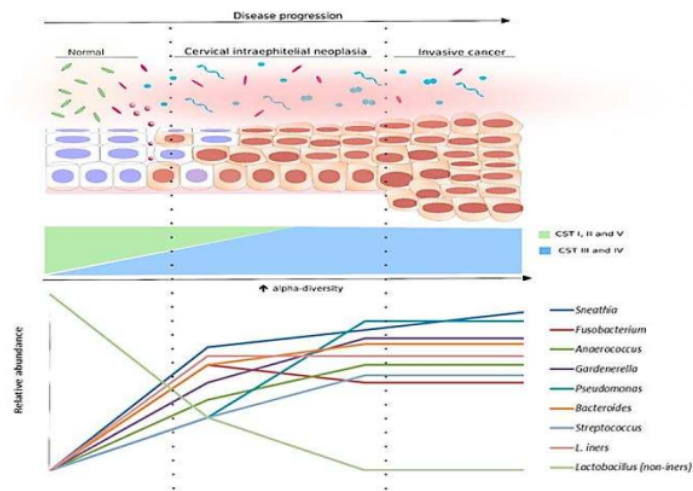 Disease progression
Normal
Cervical intraephitelial neoplasia
Invasive cancer
CST I, II and V
CST III and IV
↑ alpha-diversity
Relative abundance
Sneathia
Fusobacterium
Anaerococcus
Gardenerella
Pseudomonas
Bacteroides
Streptococcus
L. iners
Lactobacillus (non-iners)